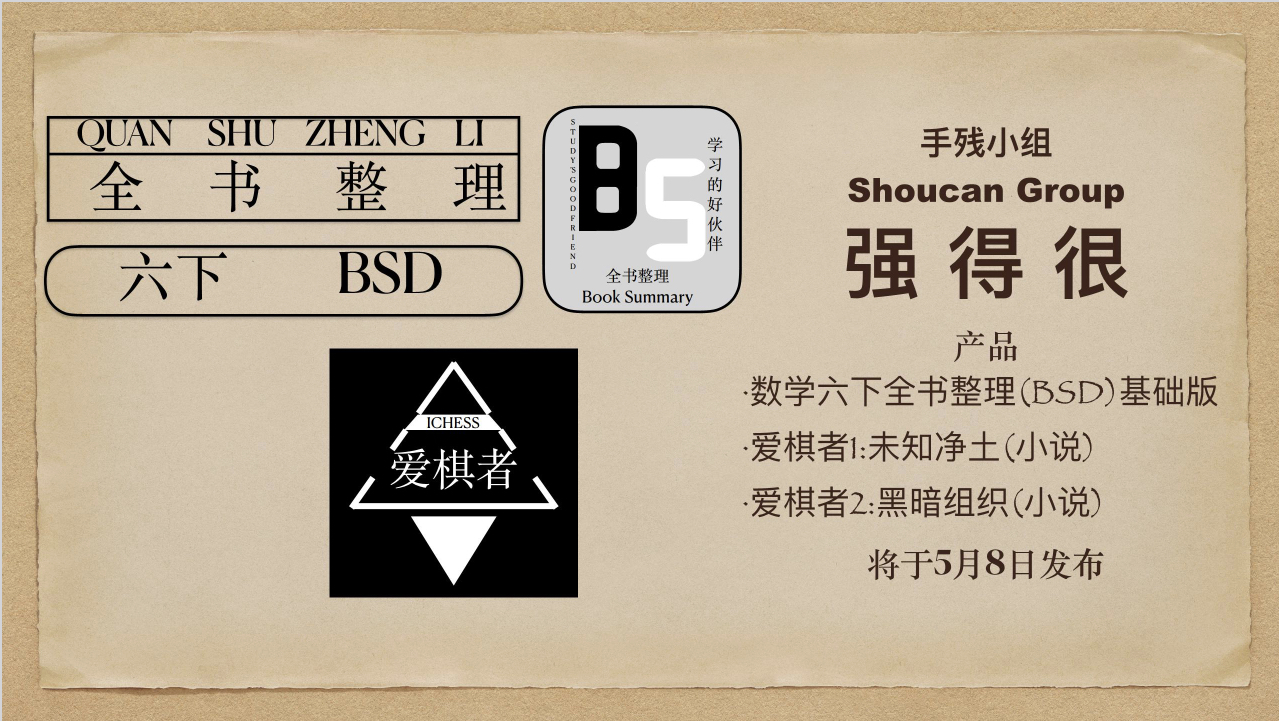 QUAN SHU ZHENG LI
全 书 整 理
六下 BSD
STUDY'SGOODFRIEND
BS
学习的好伙伴
全书整理
Book Summary
ICHESS
爱棋者
手残小组
Shoucan Group
强得很
产品
·数学六下全书整理(BSD)基础版
·爱棋者1:未知净土(小说)
·爱棋者2:黑暗组织(小说)
将于5月8日发布